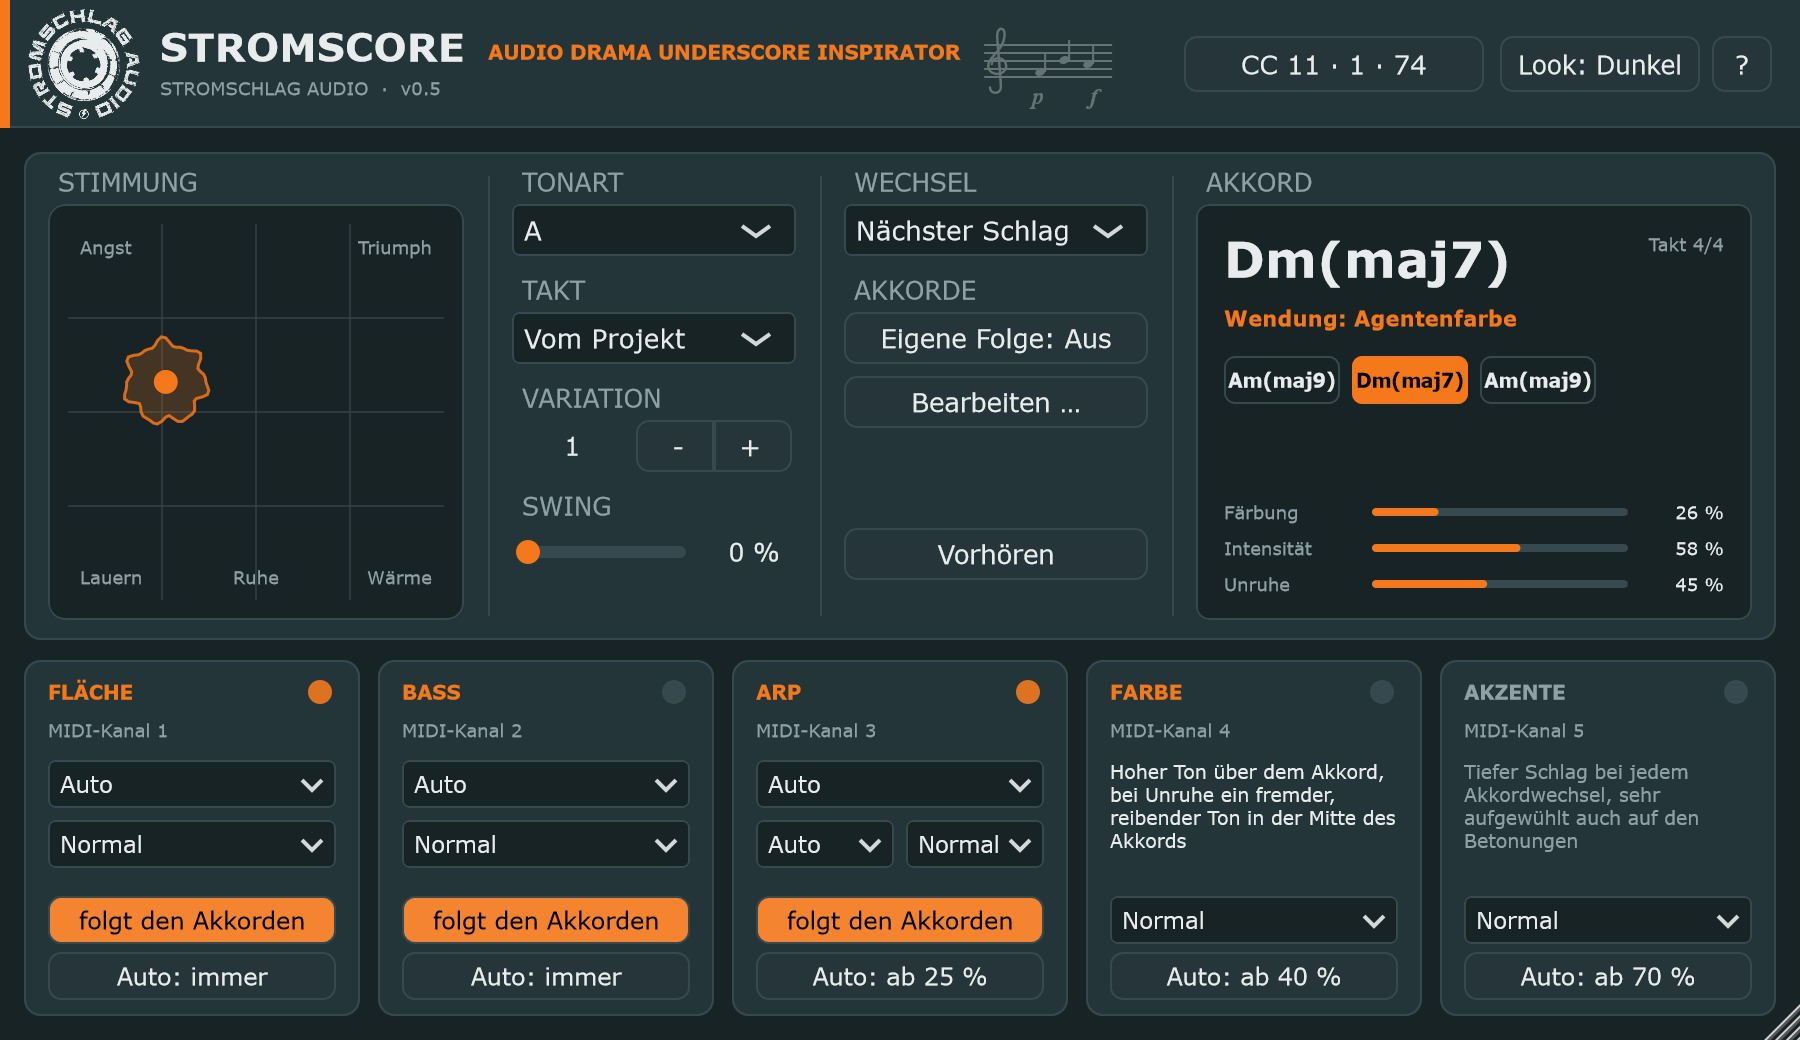 STROMSCHLAG AUDIO
STROMSCORE
AUDIO DRAMA UNDERSCORE INSPIRATOR
STROMSCHLAG AUDIO · v0.5
p f
CC 11 · 1 · 74
Look: Dunkel
?
STIMMUNG
Angst
Triumph
Lauern
Ruhe
Wärme
TONART
A
TAKT
Vom Projekt
VARIATION
1
-
+
SWING
0 %
WECHSEL
Nächster Schlag
AKKORDE
Eigene Folge: Aus
Bearbeiten ...
Vorhören
AKKORD
Dm(maj7)
Takt 4/4
Wendung: Agentenfarbe
Am(maj9)
Dm(maj7)
Am(maj9)
Färbung 26 %
Intensität 58 %
Unruhe 45 %
FLÄCHE
MIDI-Kanal 1
Auto
Normal
folgt den Akkorden
Auto: immer
BASS
MIDI-Kanal 2
Auto
Normal
folgt den Akkorden
Auto: immer
ARP
MIDI-Kanal 3
Auto
Auto
Normal
folgt den Akkorden
Auto: ab 25 %
FARBE
MIDI-Kanal 4
Hoher Ton über dem Akkord,
bei Unruhe ein fremder,
reibender Ton in der Mitte des
Akkords
Normal
Auto: ab 40 %
AKZENTE
MIDI-Kanal 5
Tiefer Schlag bei jedem
Akkordwechsel, sehr
aufgewühlt auch auf den
Betonungen
Normal
Auto: ab 70 %